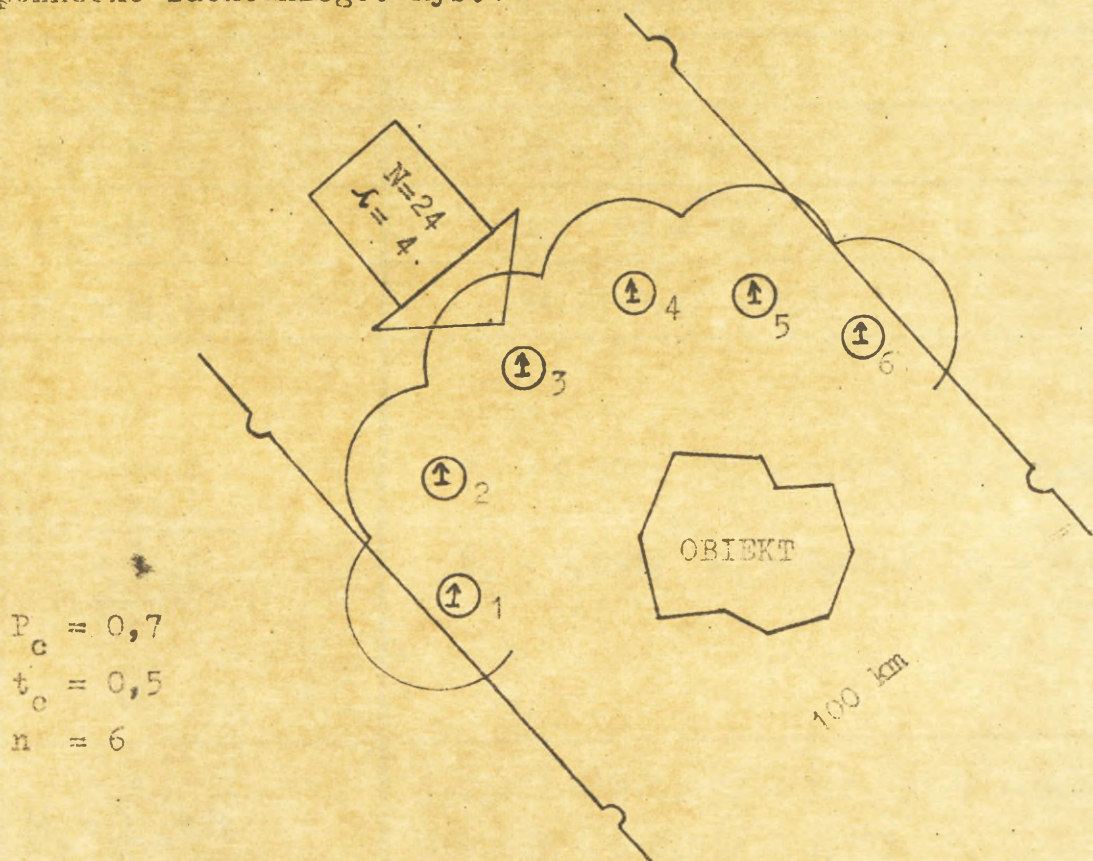 N=24
λ= 4.
4
5
6
3
2
OBIEKT
1
P_c = 0,7
t_c = 0,5
n = 6
100 km